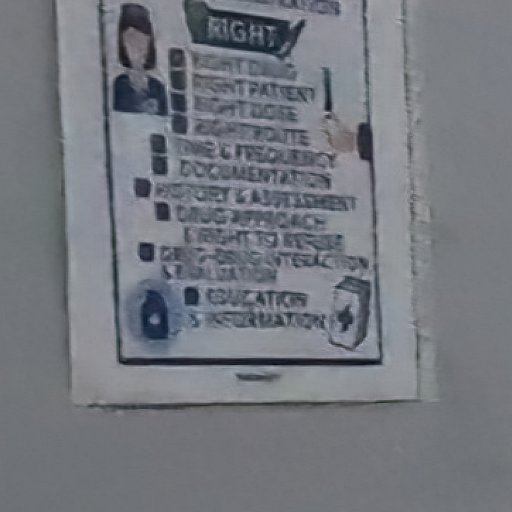 RIGHT
RIGHT DRUG
RIGHT PATIENT
RIGHT DOSE
RIGHT ROUTE
TIME & FREQUENCY
DOCUMENTATION
HISTORY & ASSESSMENT
DRUG APPROACH
& RIGHT TO REFUSE
DRUG-DRUG INTERACTION
& EVALUATION
EDUCATION
& INFORMATION